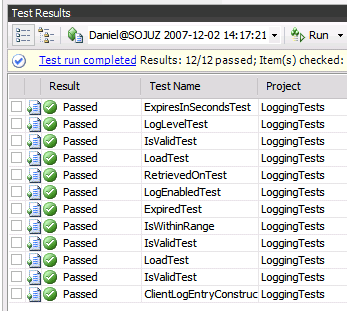 Test Results
Daniel@SOJUZ 2007-12-02 14:17:21 Run
Test run completed Results: 12/12 passed; Item(s) checked:
Result Test Name Project
Passed ExpiresInSecondsTest LoggingTests
Passed LogLevelTest LoggingTests
Passed IsValidTest LoggingTests
Passed LoadTest LoggingTests
Passed RetrievedOnTest LoggingTests
Passed LogEnabledTest LoggingTests
Passed ExpiredTest LoggingTests
Passed IsWithinRange LoggingTests
Passed IsValidTest LoggingTests
Passed LoadTest LoggingTests
Passed IsValidTest LoggingTests
Passed ClientLogEntryConstruc LoggingTests